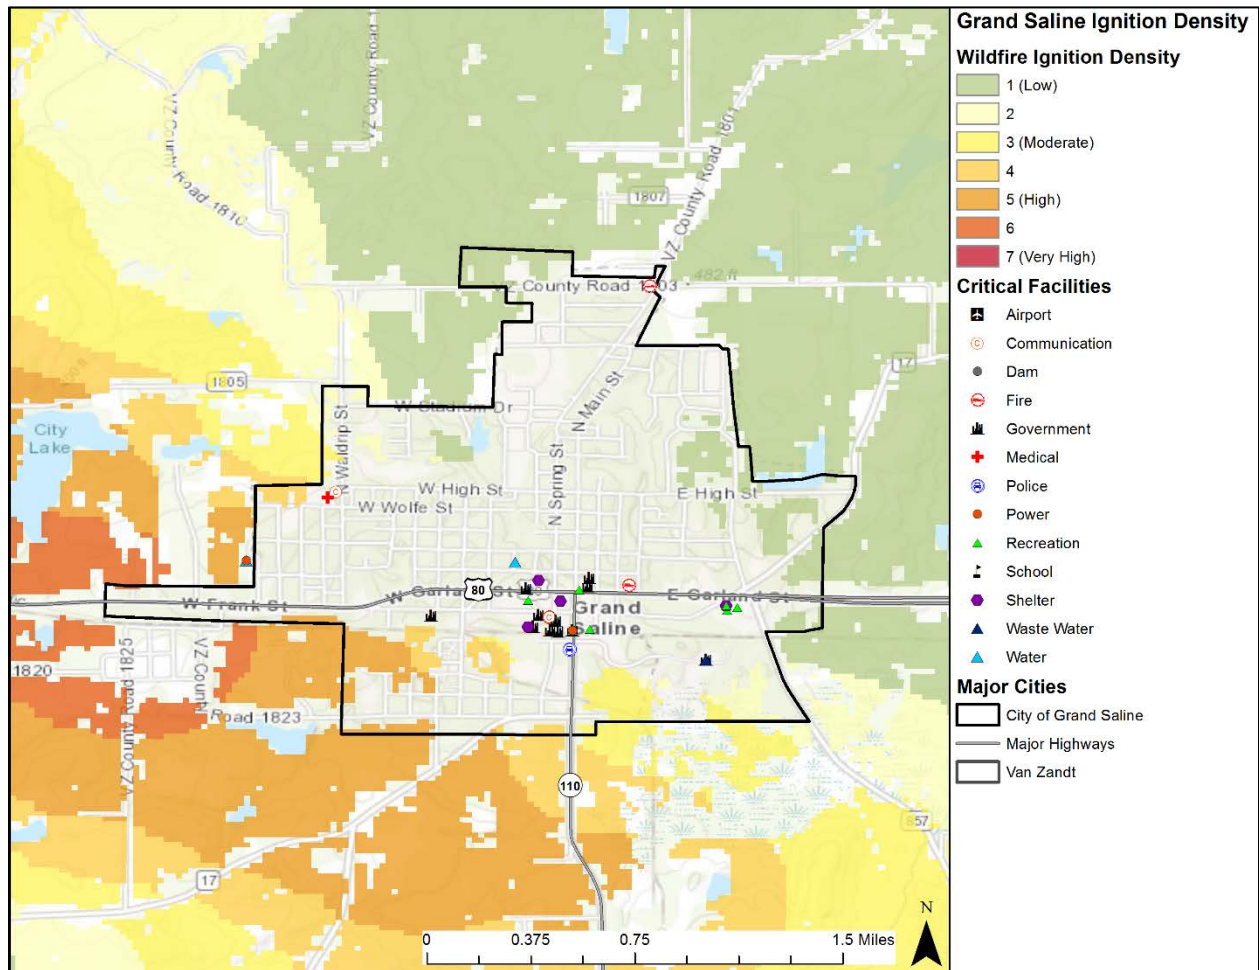 Grand Saline Ignition Density
Wildfire Ignition Density
1 (Low)
2
3 (Moderate)
4
5 (High)
6
7 (Very High)
Critical Facilities
Airport
Communication
Dam
Fire
Government
Medical
Police
Power
Recreation
School
Shelter
Waste Water
Water
Major Cities
City of Grand Saline
Major Highways
Van Zandt
VZ County Road 1810
VZ County Road 1
VZ County Road 1801
1807
482 ft
VZ County Road 1803
17
1805
City
Lake
N Waldrip St
W Stadium Dr
N Main St
N Spring St
W High St
E High St
W Wolfe St
80
W Garland St
E Garland St
W Frank St
Grand
Saline
1820
VZ County Road 1825
VZ County
Road 1823
110
857
17
N
0
0.375
0.75
1.5 Miles